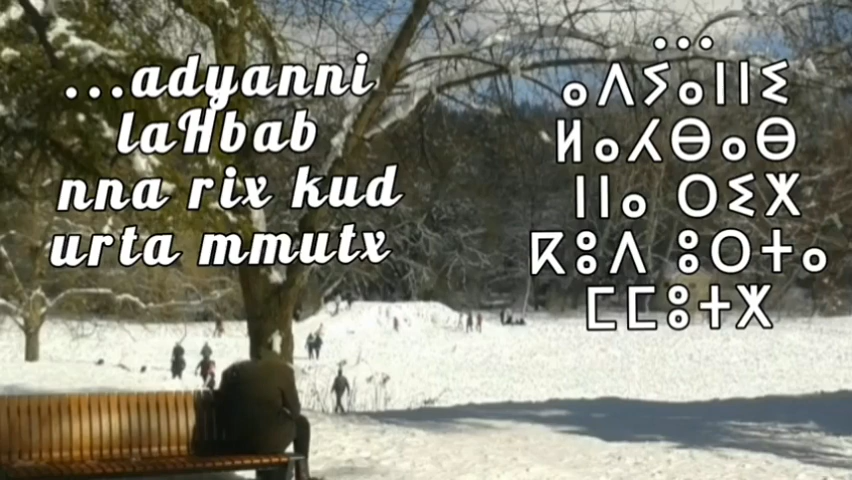 ...adyanni
laHbab
nna rix kud
urta mmutx
...
ⴰⴷⵢⴰⵏⵏⵉ
ⵍⴰⵃⴱⴰⴱ
ⵏⵏⴰ ⵔⵉⵅ
ⴽⵓⴷ ⵓⵔⵜⴰ
ⵎⵎⵓⵜⵅ